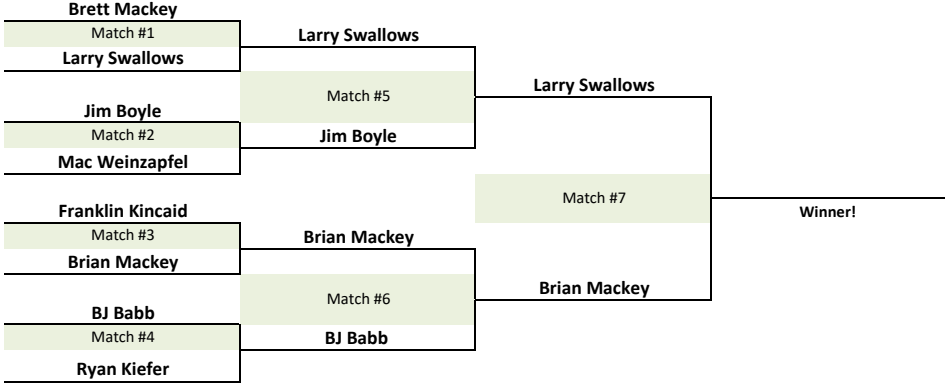 Brett Mackey
Match #1
Larry Swallows
Larry Swallows
Match #5
Larry Swallows
Jim Boyle
Match #2
Jim Boyle
Mac Weinzapfel
Match #7
Winner!
Franklin Kincaid
Match #3
Brian Mackey
Brian Mackey
Match #6
Brian Mackey
BJ Babb
Match #4
BJ Babb
Ryan Kiefer